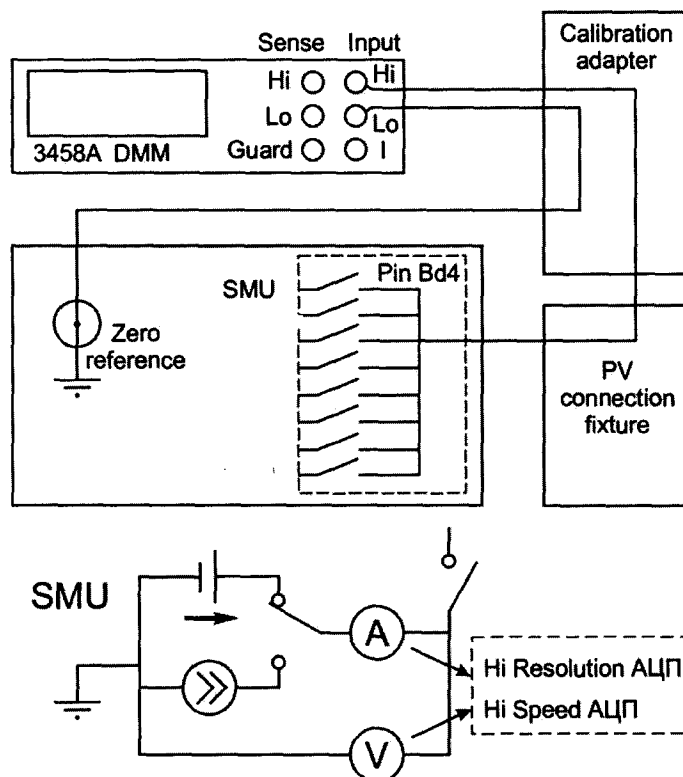 Sense Input
Calibration
adapter
Hi
Hi
Lo
Lo
3458A DMM
Guard
I
SMU
Pin Bd4
Zero
reference
PV
connection
fixture
SMU
A
Hi Resolution АЦП
Hi Speed АЦП
V